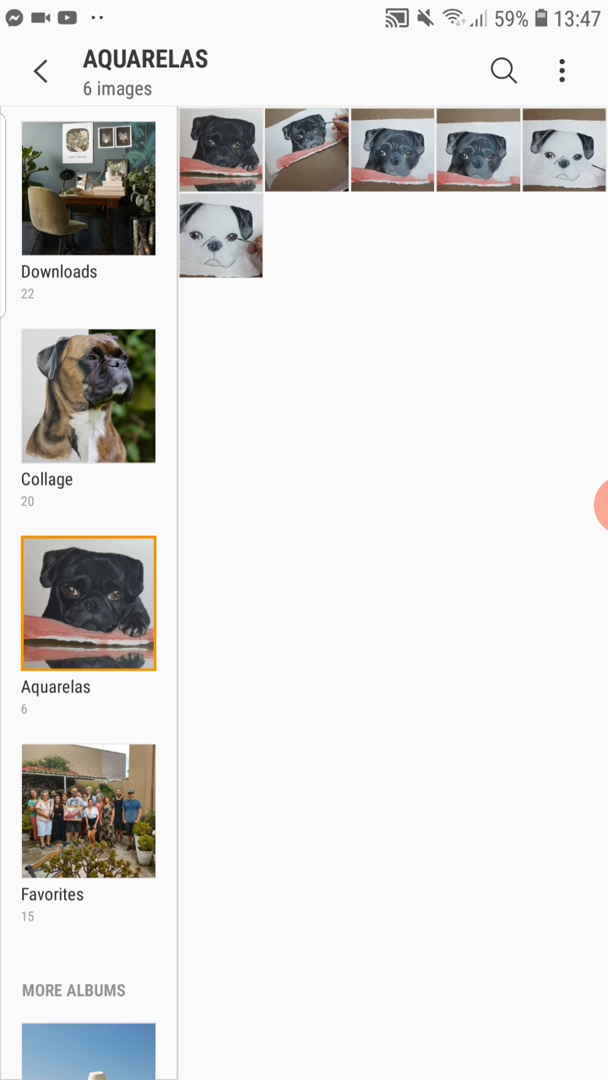 59% 13:47
AQUARELAS
6 images
Downloads
22
Collage
20
Aquarelas
6
Favorites
15
MORE ALBUMS